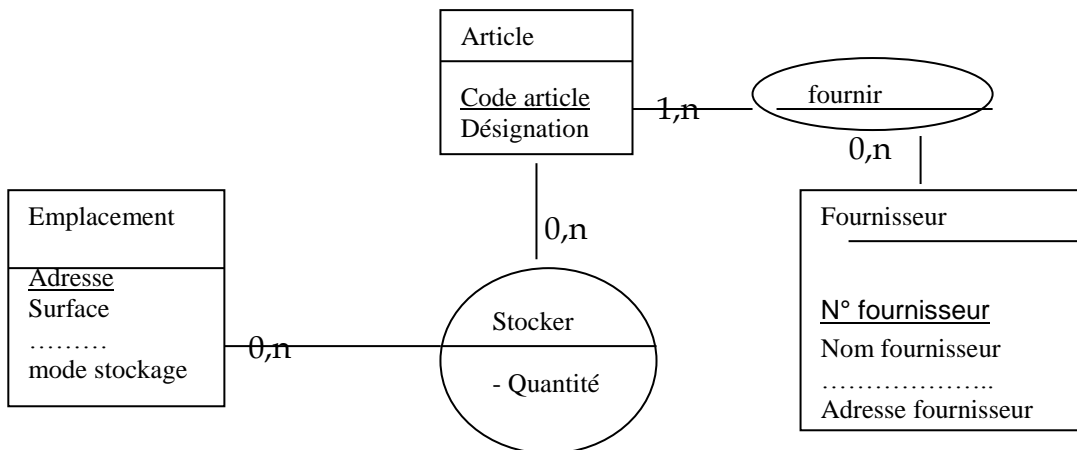 Article
Code article
Désignation
1,n
fournir
0,n
Emplacement
Adresse
Surface
………
mode stockage
0,n
0,n
Stocker
- Quantité
Fournisseur
N° fournisseur
Nom fournisseur
………………..
Adresse fournisseur